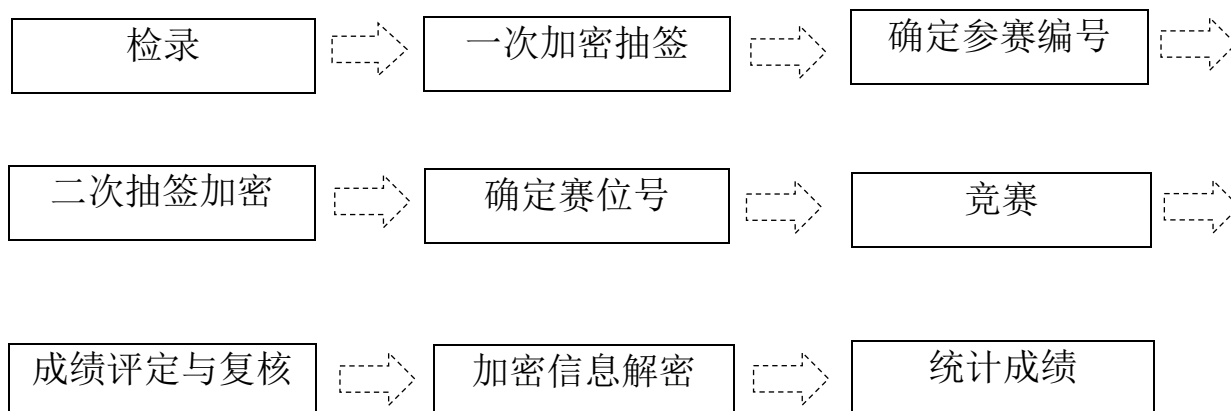 检录
一次加密抽签
确定参赛编号
二次抽签加密
确定赛位号
竞赛
成绩评定与复核
加密信息解密
统计成绩